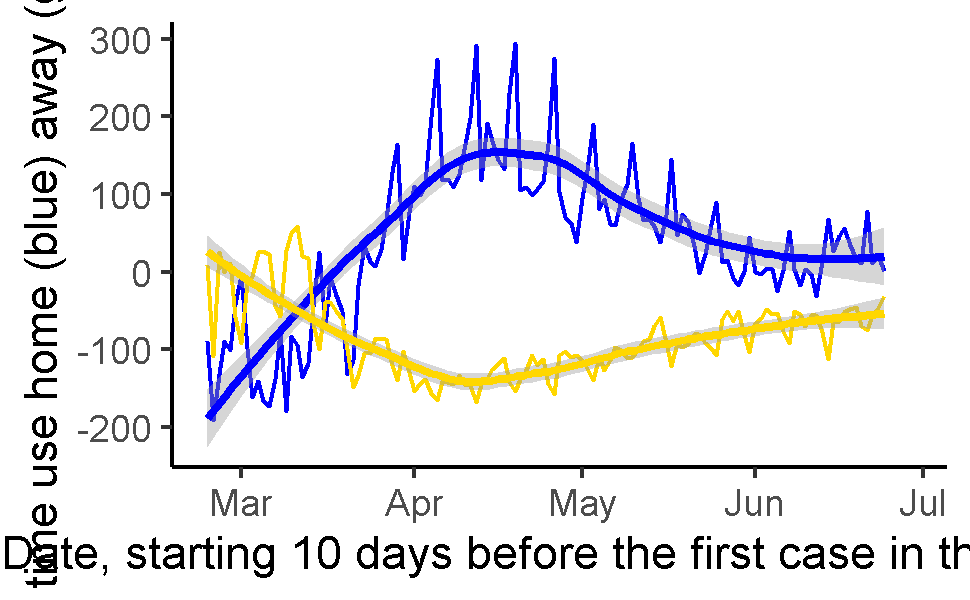 time use home (blue) away (
300
200
100
0
-100
-200
Mar Apr May Jun Jul
Date, starting 10 days before the first case in th